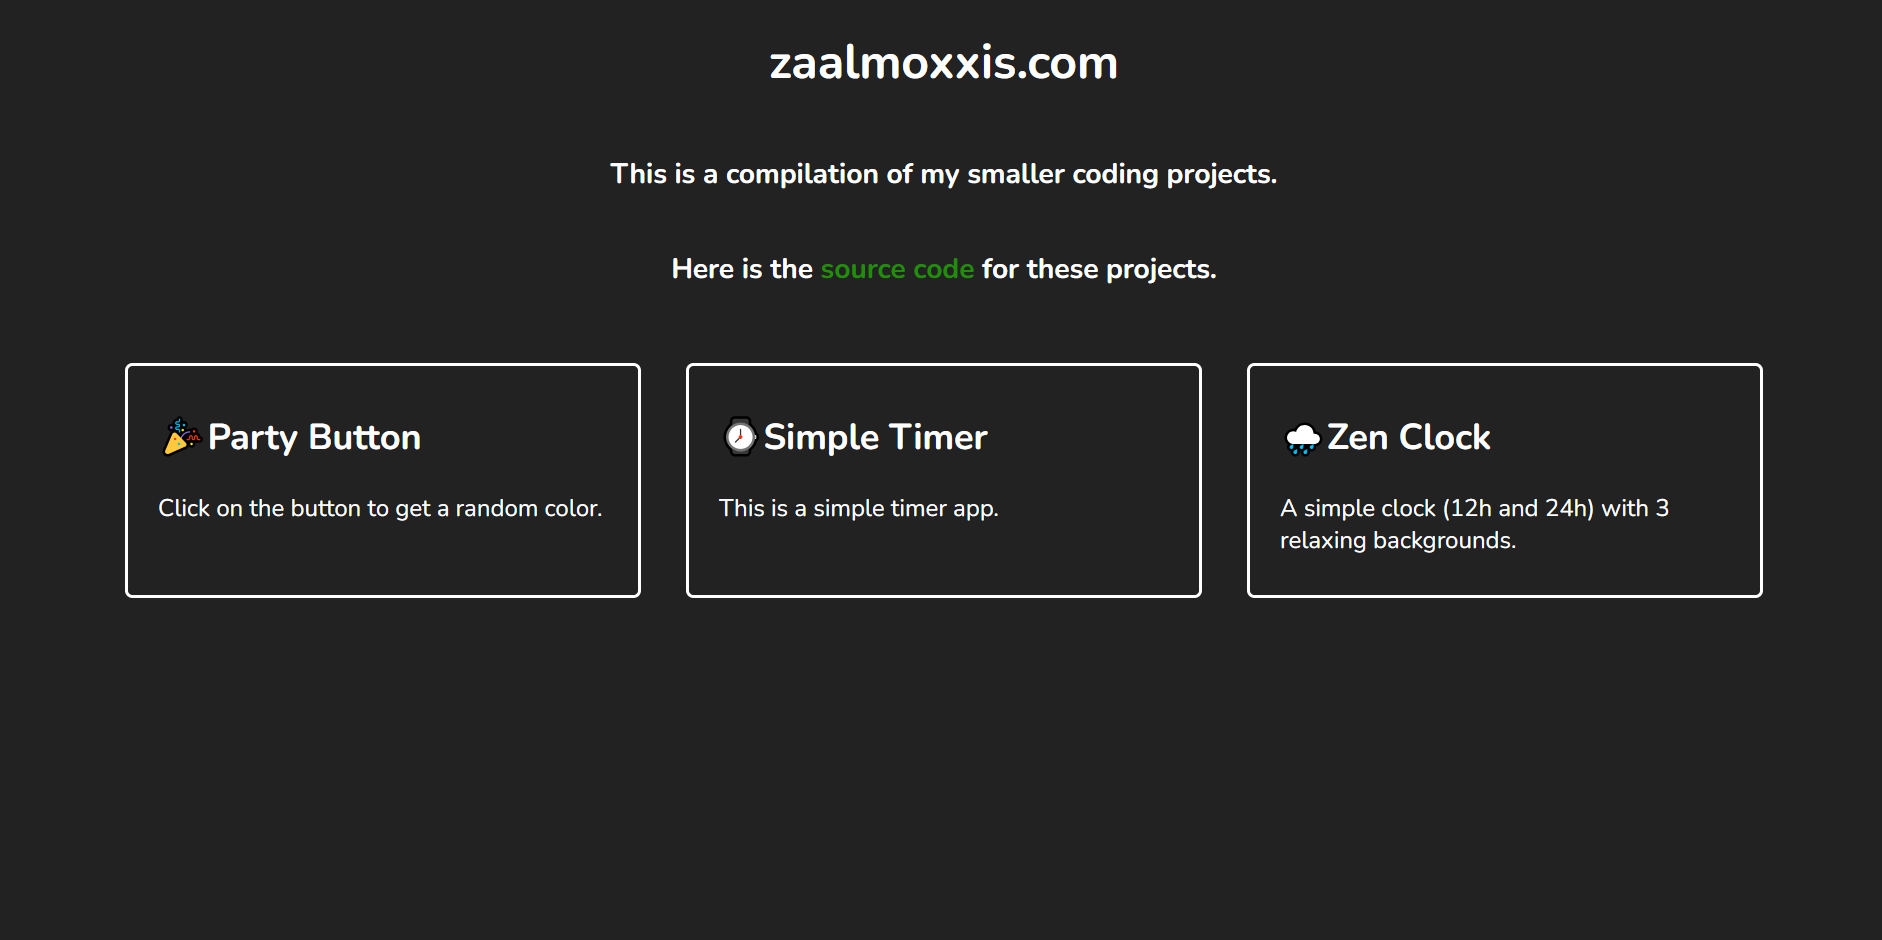 zaalmoxxis.com
This is a compilation of my smaller coding projects.
Here is the source code for these projects.
🎉Party Button
Click on the button to get a random color.
⌚Simple Timer
This is a simple timer app.
🌧️Zen Clock
A simple clock (12h and 24h) with 3
relaxing backgrounds.